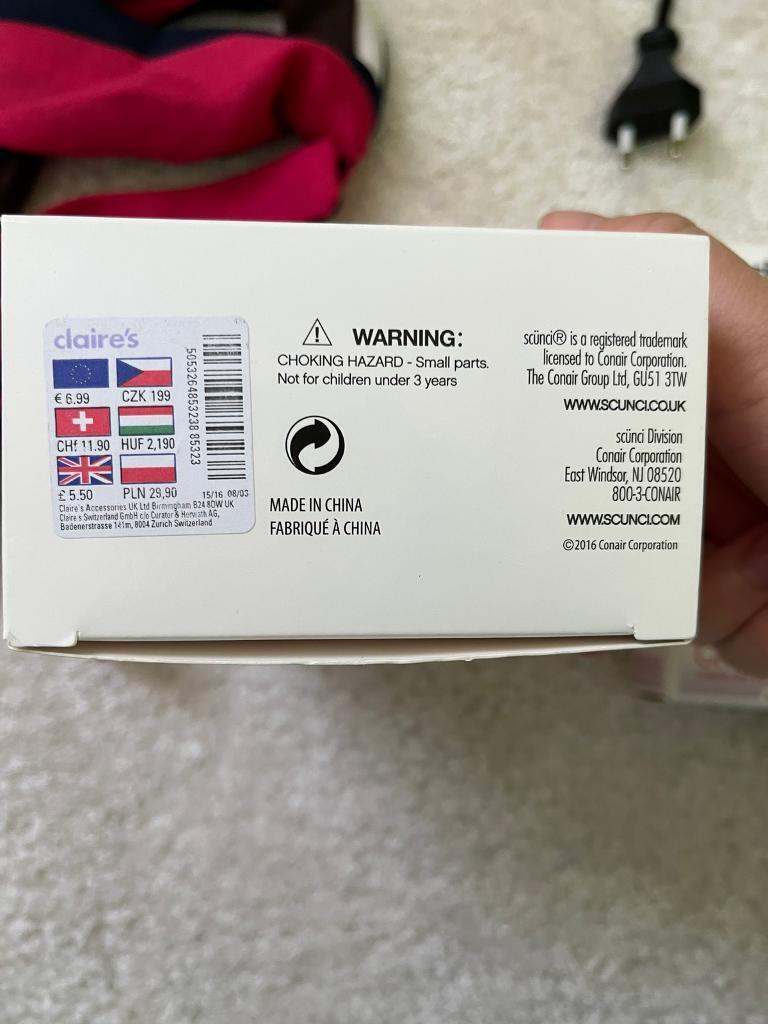 claire's
€ 6.99 CZK 199
CHf 11.90 HUF 2,190
£ 5.50 PLN 29,90
5053264853238 85323
15/16 08/03
Claire's Accessories UK Ltd Birmingham B24 8DW UK
Claire's Switzerland GmbH c/o Curator & Horwath AG,
Badenerstrasse 141m, 8004 Zurich Switzerland
WARNING:
CHOKING HAZARD - Small parts.
Not for children under 3 years
MADE IN CHINA
FABRIQUÉ À CHINA
scünci® is a registered trademark
licensed to Conair Corporation.
The Conair Group Ltd, GU51 3TW
WWW.SCUNCI.CO.UK
scünci Division
Conair Corporation
East Windsor, NJ 08520
800-3-CONAIR
WWW.SCUNCI.COM
©2016 Conair Corporation